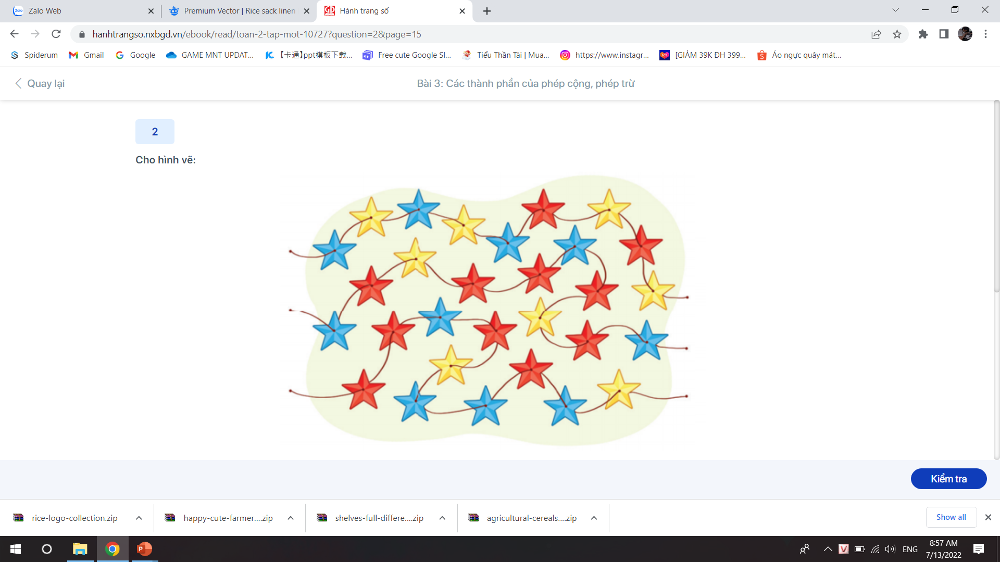 Zalo Web
Premium Vector | Rice sack linen
Hành trang số
hanhtrangso.nxbgd.vn/ebook/read/toan-2-tap-mot-10727?question=2&page=15
Spiderum
Gmail
Google
GAME MNT UPDAT...
【卡通】ppt模板下载...
Free cute Google Sl...
Tiểu Thần Tài | Mua...
https://www.instagr...
[GIẢM 39K ĐH 399...
Áo ngực quây mát...
Quay lại
Bài 3: Các thành phần của phép cộng, phép trừ
2
Cho hình vẽ:
Kiểm tra
rice-logo-collection.zip
happy-cute-farmer....zip
shelves-full-differe....zip
agricultural-cereals....zip
Show all
ENG
8:57 AM
7/13/2022